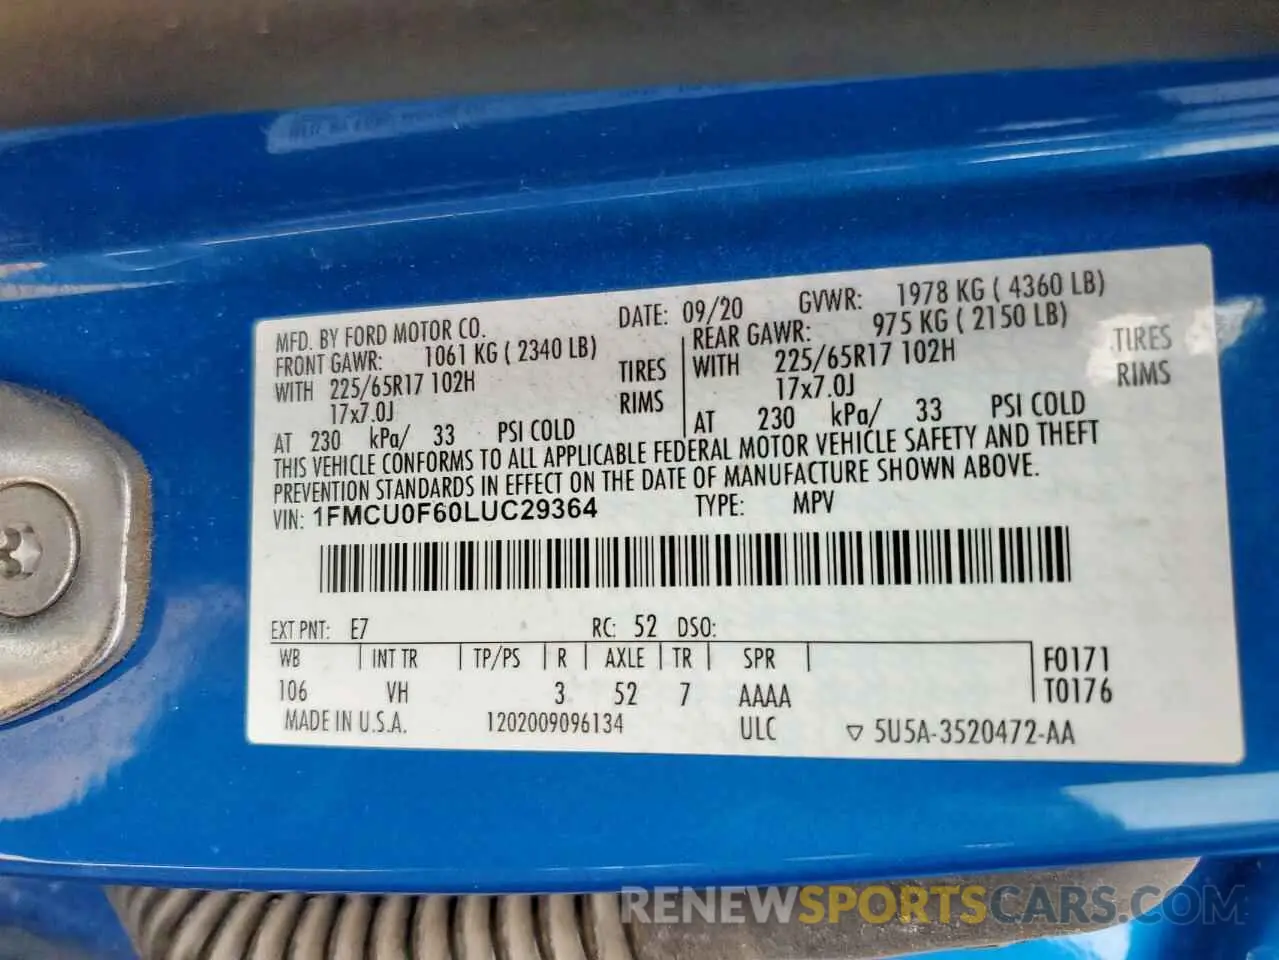 MFD. BY FORD MOTOR CO. DATE: 09/20 GVWR: 1978 KG ( 4360 LB)
FRONT GAWR: 1061 KG ( 2340 LB) REAR GAWR: 975 KG ( 2150 LB)
WITH 225/65R17 102H TIRES WITH 225/65R17 102H TIRES
17x7.0J RIMS 17x7.0J RIMS
AT 230 kPa/ 33 PSI COLD AT 230 kPa/ 33 PSI COLD
THIS VEHICLE CONFORMS TO ALL APPLICABLE FEDERAL MOTOR VEHICLE SAFETY AND THEFT
PREVENTION STANDARDS IN EFFECT ON THE DATE OF MANUFACTURE SHOWN ABOVE.
VIN: 1FMCU0F60LUC29364 TYPE: MPV
EXT PNT: E7 RC: 52 DSO:
WB INT TR TP/PS R AXLE TR SPR F0171
106 VH 3 52 7 AAAA T0176
MADE IN U.S.A. 1202009096134 ULC ▽ 5U5A-3520472-AA
RENEWSPORTSCARS.COM